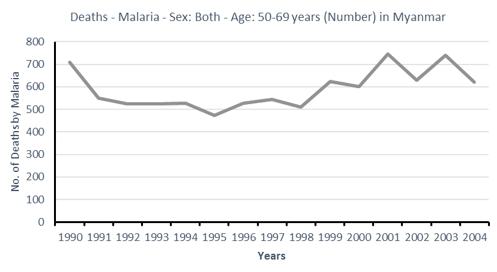 Deaths - Malaria - Sex: Both - Age: 50-69 years (Number) in Myanmar
No. of Deaths by Malaria
800
700
600
500
400
300
200
100
0
1990 1991 1992 1993 1994 1995 1996 1997 1998 1999 2000 2001 2002 2003 2004
Years